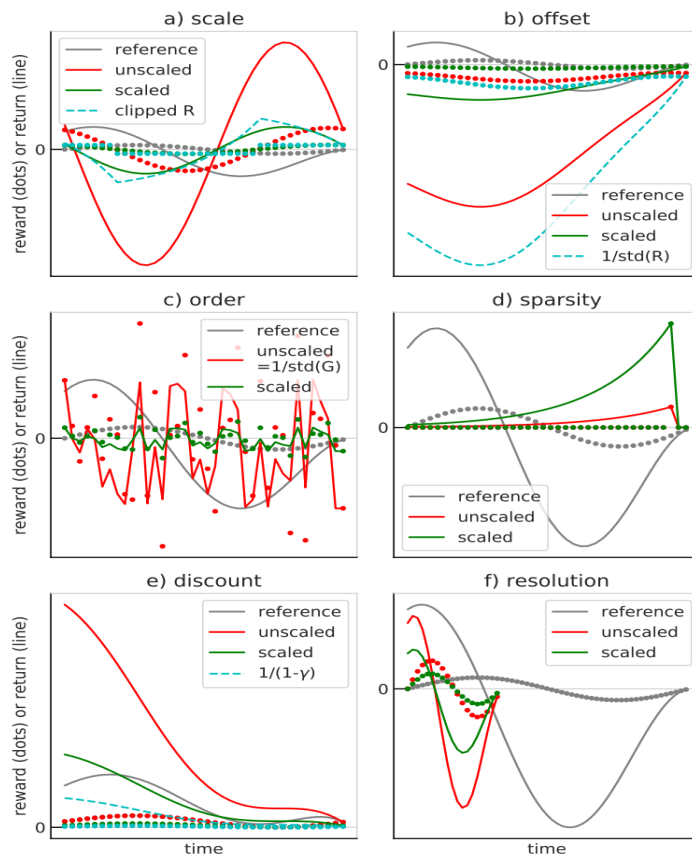 a) scale
b) offset
reference
unscaled
scaled
clipped R
0
0
reference
unscaled
scaled
1/std(R)
reward (dots) or return (line)
c) order
d) sparsity
reference
unscaled
=1/std(G)
scaled
0
0
reference
unscaled
scaled
reward (dots) or return (line)
e) discount
f) resolution
reference
unscaled
scaled
1/(1-γ)
reference
unscaled
scaled
0
0
reward (dots) or return (line)
time
time